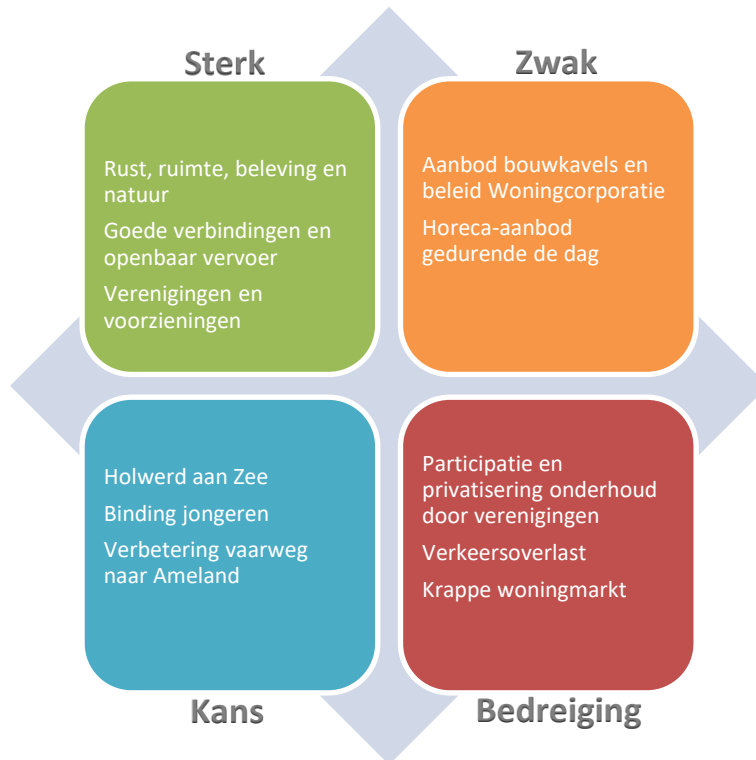 Sterk
Rust, ruimte, beleving en
natuur
Goede verbindingen en
openbaar vervoer
Verenigingen en
voorzieningen
Zwak
Aanbod bouwkavels en
beleid Woningcorporatie
Horeca-aanbod
gedurende de dag
Holwerd aan Zee
Binding jongeren
Verbetering vaarweg
naar Ameland
Kans
Participatie en
privatisering onderhoud
door verenigingen
Verkeersoverlast
Krappe woningmarkt
Bedreiging